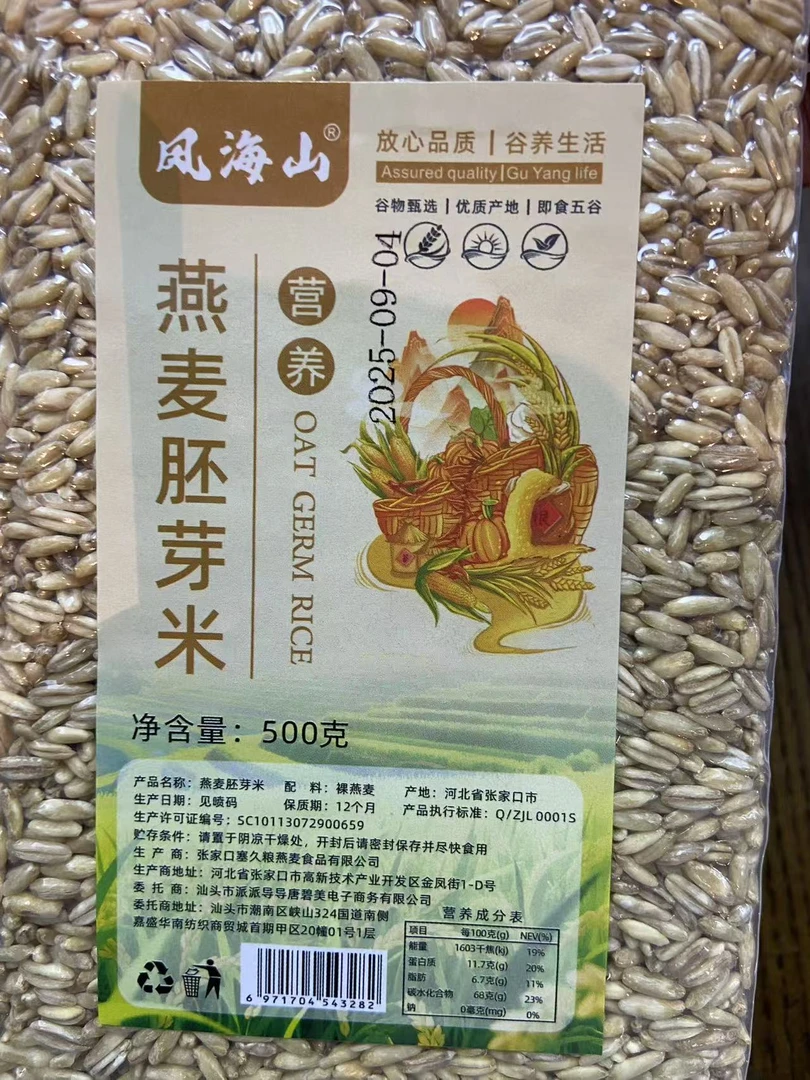 凤海山®
放心品质 | 谷养生活
Assured quality | Gu Yang life
谷物甄选 | 优质产地 | 即食五谷
2025-09-04
燕麦胚芽米
营养
OAT GERM RICE
净含量：500克
产品名称：燕麦胚芽米 配 料：裸燕麦 产地：河北省张家口市
生产日期：见喷码 保质期：12个月 产品执行标准：Q/ZJL 0001S
生产许可证编号：SC10113072900659
贮存条件：请置于阴凉干燥处，开封后请密封保存并尽快食用
生 产 商：张家口塞久粮燕麦食品有限公司
生产商地址：河北省张家口市高新技术产业开发区金凤街1-D号
委 托 商：汕头市派派导导唐碧美电子商务有限公司
委托商地址：汕头市潮南区峡山324国道南侧
嘉盛华南纺织商贸城首期甲区20幢01号1层
营养成分表
项目 每100克(g) NEV(%)
能量 1603千焦(kj) 19%
蛋白质 11.7克(g) 20%
脂肪 6.7克(g) 11%
碳水化合物 68克(g) 23%
钠 0毫克(mg) 0%
6 971704 543282